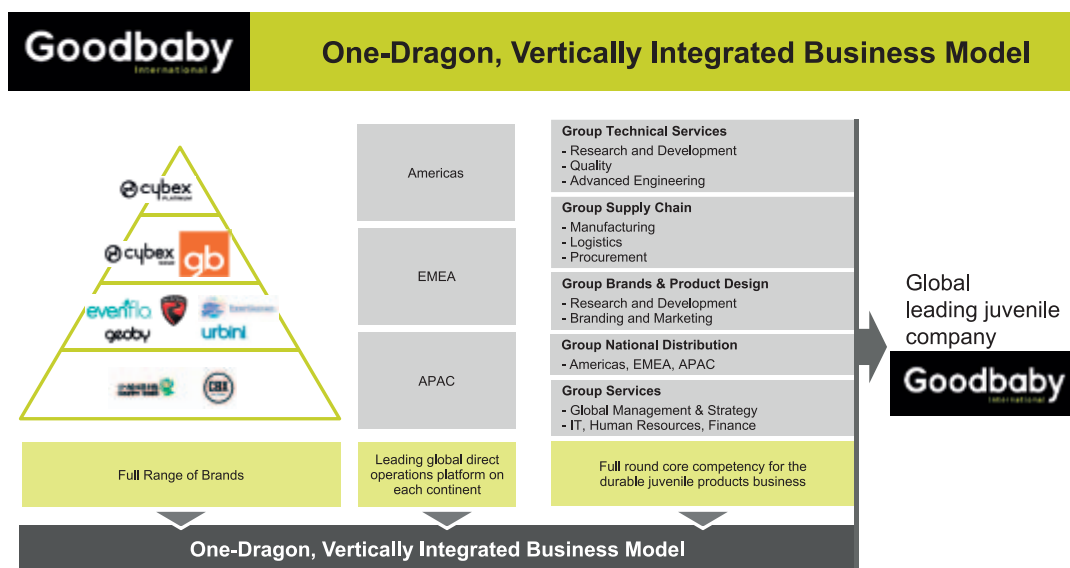 Goodbaby
International
One-Dragon, Vertically Integrated Business Model
cybex
PLATINUM
cybex
gb
evenflo
geoby
urbini
CBX
Full Range of Brands
Americas
EMEA
APAC
Leading global direct
operations platform on
each continent
Group Technical Services
- Research and Development
- Quality
- Advanced Engineering
Group Supply Chain
- Manufacturing
- Logistics
- Procurement
Group Brands & Product Design
- Research and Development
- Branding and Marketing
Group National Distribution
- Americas, EMEA, APAC
Group Services
- Global Management & Strategy
- IT, Human Resources, Finance
Full round core competency for the
durable juvenile products business
Global
leading juvenile
company
Goodbaby
International
One-Dragon, Vertically Integrated Business Model